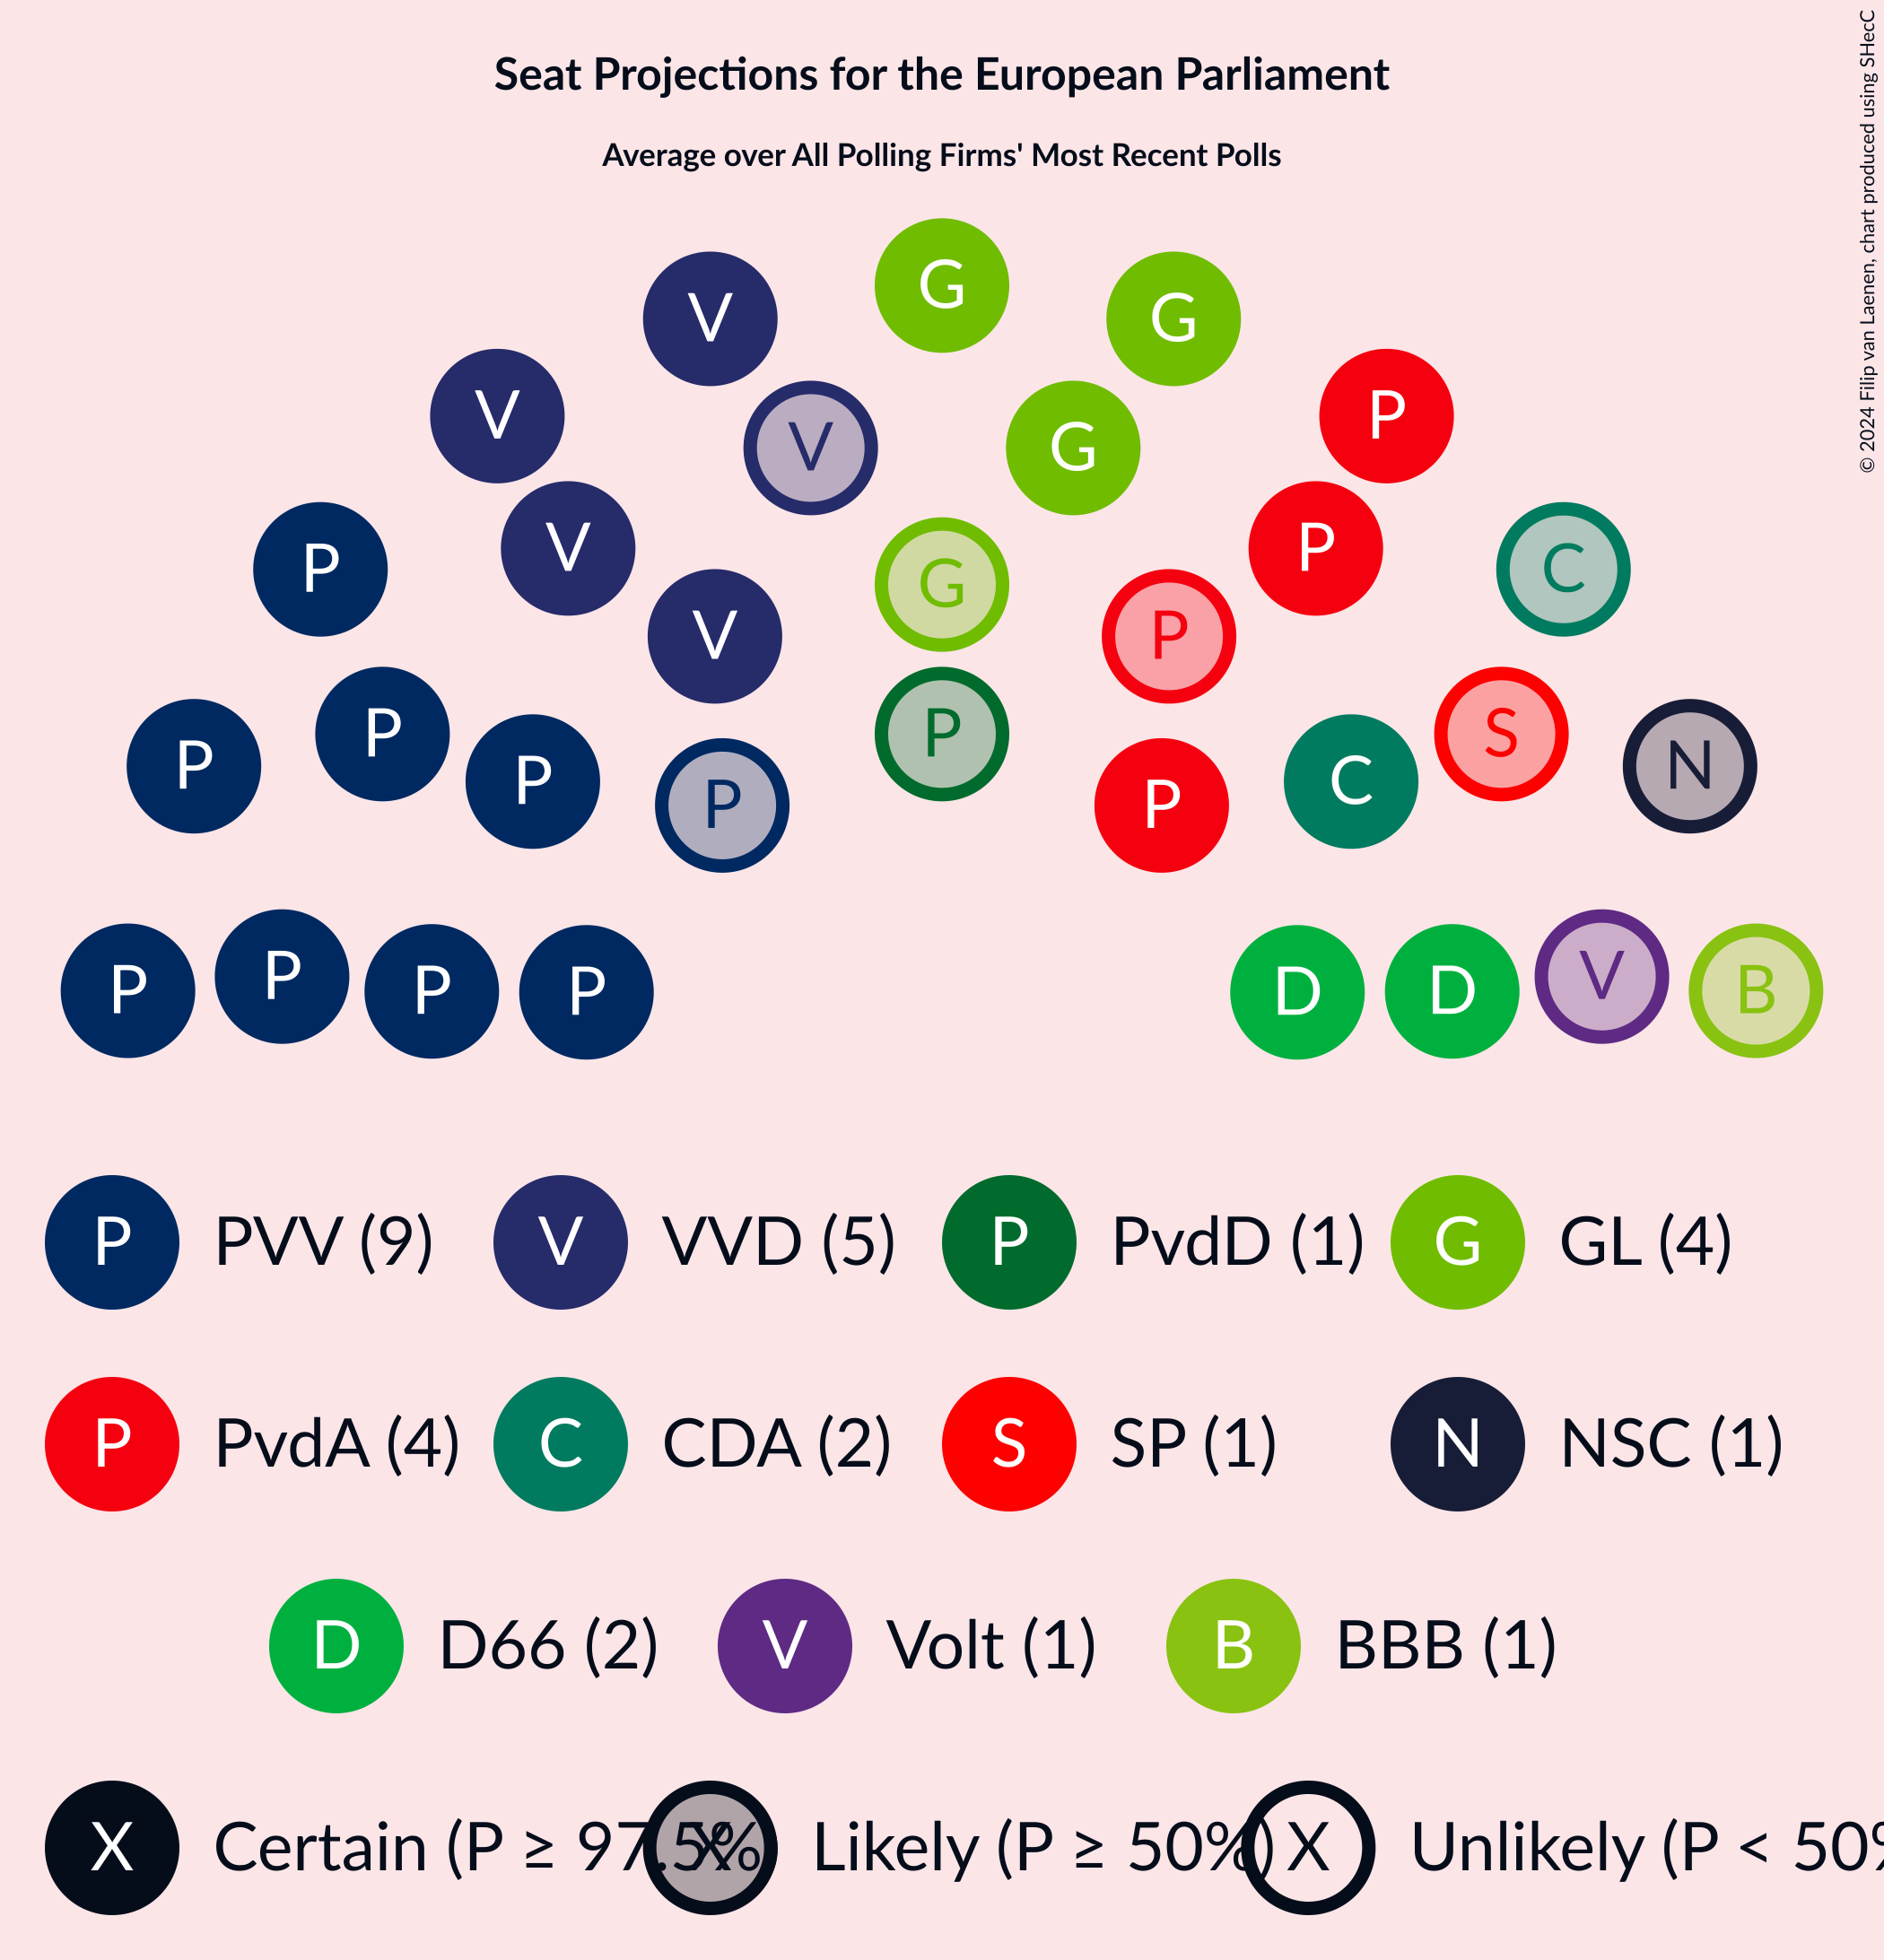 Seat Projections for the European Parliament
Average over All Polling Firms' Most Recent Polls
© 2024 Filip van Laenen, chart produced using SHecC
G
V G
V P
V G
V P
P G C
V P
P S
P P P N
P C
P P
P P V
P P D D B
P PVV (9) V VVD (5) P PvdD (1) G GL (4)
P PvdA (4) C CDA (2) S SP (1) N NSC (1)
D D66 (2) V Volt (1) B BBB (1)
X Certain (P ≥ 97.5% X Likely (P ≥ 50%) X Unlikely (P < 50%